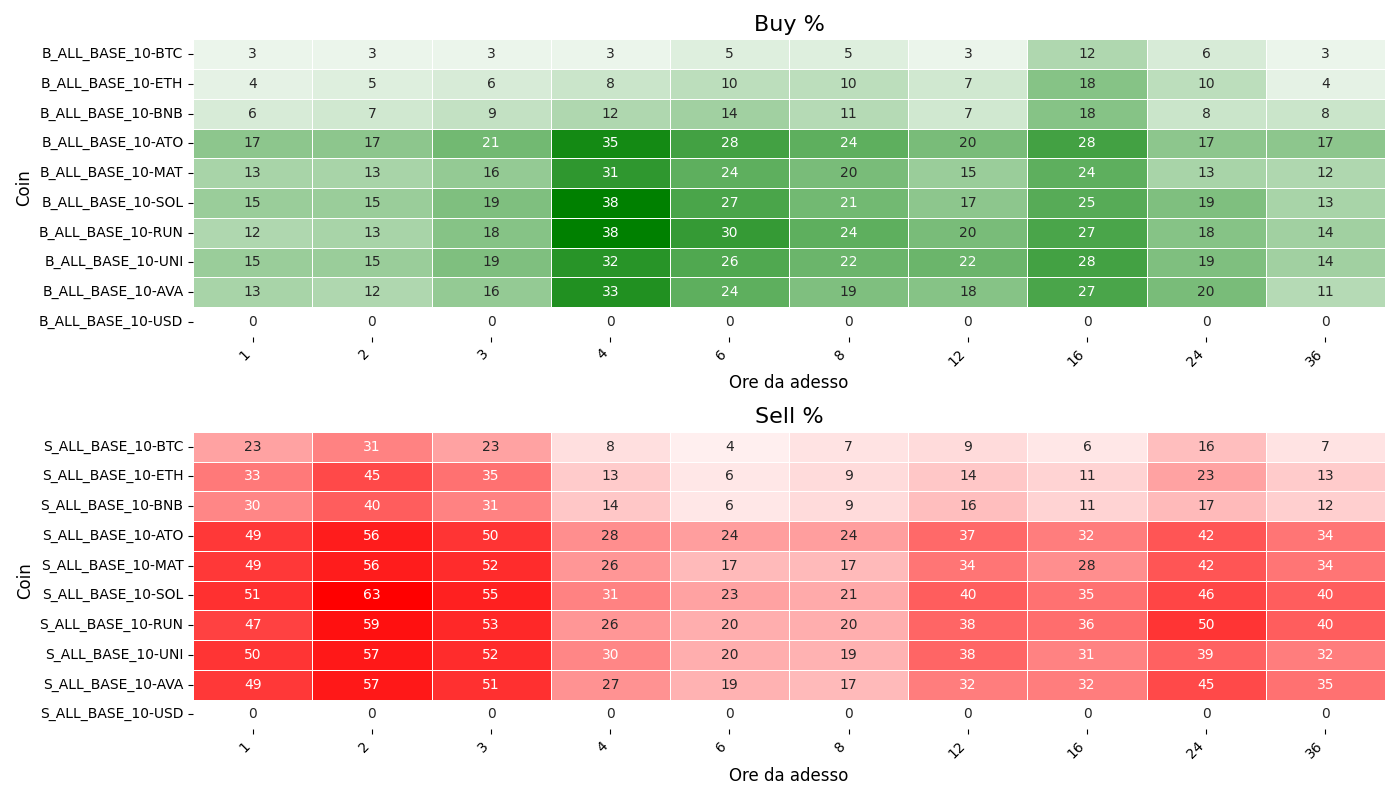 Buy %
Coin
B_ALL_BASE_10-BTC 3 3 3 3 5 5 3 12 6 3
B_ALL_BASE_10-ETH 4 5 6 8 10 10 7 18 10 4
B_ALL_BASE_10-BNB 6 7 9 12 14 11 7 18 8 8
B_ALL_BASE_10-ATO 17 17 21 35 28 24 20 28 17 17
B_ALL_BASE_10-MAT 13 13 16 31 24 20 15 24 13 12
B_ALL_BASE_10-SOL 15 15 19 38 27 21 17 25 19 13
B_ALL_BASE_10-RUN 12 13 18 38 30 24 20 27 18 14
B_ALL_BASE_10-UNI 15 15 19 32 26 22 22 28 19 14
B_ALL_BASE_10-AVA 13 12 16 33 24 19 18 27 20 11
B_ALL_BASE_10-USD 0 0 0 0 0 0 0 0 0 0
1 2 3 4 6 8 12 16 24 36
Ore da adesso
Sell %
Coin
S_ALL_BASE_10-BTC 23 31 23 8 4 7 9 6 16 7
S_ALL_BASE_10-ETH 33 45 35 13 6 9 14 11 23 13
S_ALL_BASE_10-BNB 30 40 31 14 6 9 16 11 17 12
S_ALL_BASE_10-ATO 49 56 50 28 24 24 37 32 42 34
S_ALL_BASE_10-MAT 49 56 52 26 17 17 34 28 42 34
S_ALL_BASE_10-SOL 51 63 55 31 23 21 40 35 46 40
S_ALL_BASE_10-RUN 47 59 53 26 20 20 38 36 50 40
S_ALL_BASE_10-UNI 50 57 52 30 20 19 38 31 39 32
S_ALL_BASE_10-AVA 49 57 51 27 19 17 32 32 45 35
S_ALL_BASE_10-USD 0 0 0 0 0 0 0 0 0 0
1 2 3 4 6 8 12 16 24 36
Ore da adesso